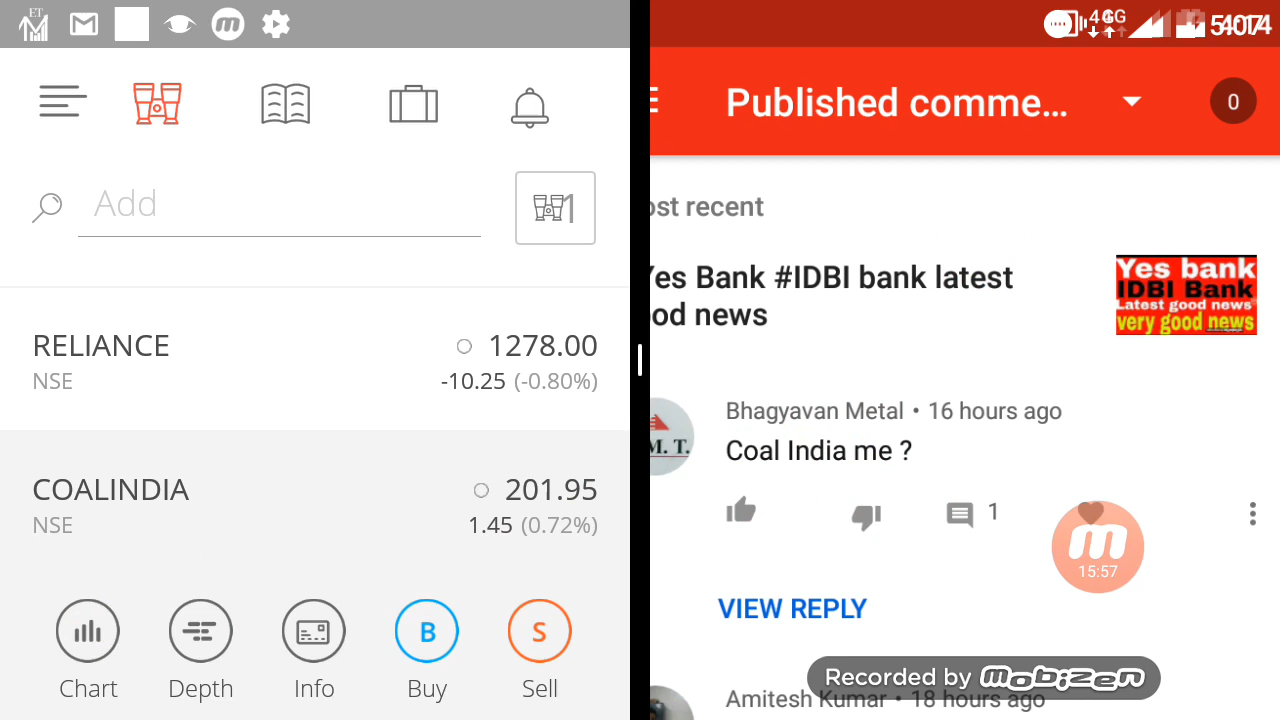 ET
4G
Add
1
RELIANCE
1278.00
NSE
-10.25 (-0.80%)
COALINDIA
201.95
NSE
1.45 (0.72%)
Chart
Depth
Info
B
Buy
S
Sell
Published comme...
0
ost recent
Yes Bank #IDBI bank latest
od news
Yes bank
IDBI Bank
Latest good news
very good news
Bhagyavan Metal • 16 hours ago
M. T.
Coal India me ?
1
m
15:57
VIEW REPLY
Recorded by mobizen
Amitesh Kumar • 18 hours ago